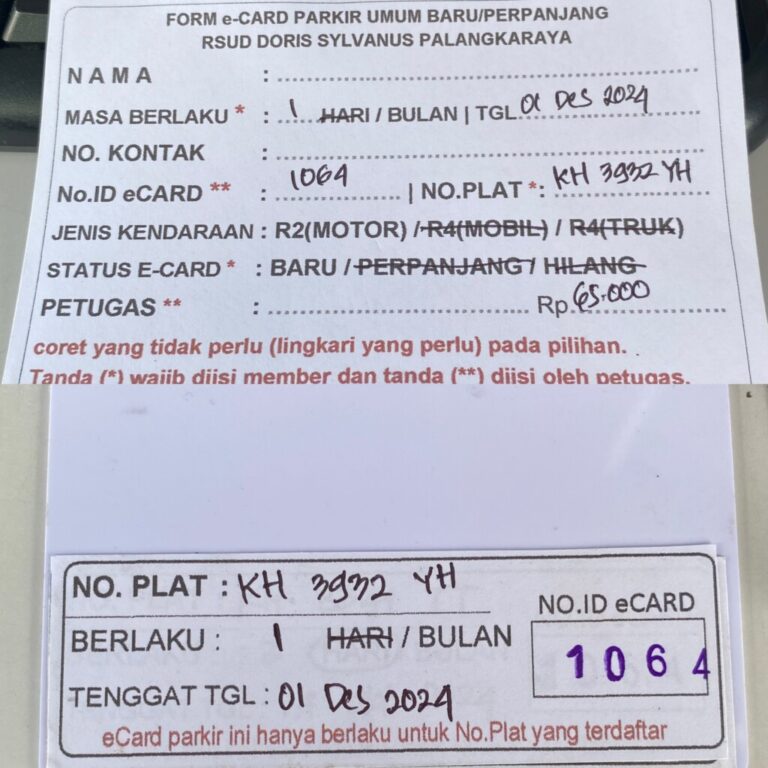 FORM e-CARD PARKIR UMUM BARU/PERPANJANG
RSUD DORIS SYLVANUS PALANGKARAYA
NAMA :
MASA BERLAKU * : 1 HARI / BULAN | TGL 01 Des 2024
NO. KONTAK :
No.ID eCARD ** : 1064 | NO.PLAT *: KH 3932 YH
JENIS KENDARAAN : R2(MOTOR) / R4(MOBIL) / R4(TRUK)
STATUS E-CARD * : BARU / PERPANJANG / HILANG
PETUGAS ** : Rp 65.000
coret yang tidak perlu (lingkari yang perlu) pada pilihan.
Tanda (*) wajib diisi member dan tanda (**) diisi oleh petugas.
NO. PLAT : KH 3932 YH
NO.ID eCARD
BERLAKU : 1 HARI / BULAN
1064
TENGGAT TGL : 01 Des 2024
eCard parkir ini hanya berlaku untuk No.Plat yang terdaftar